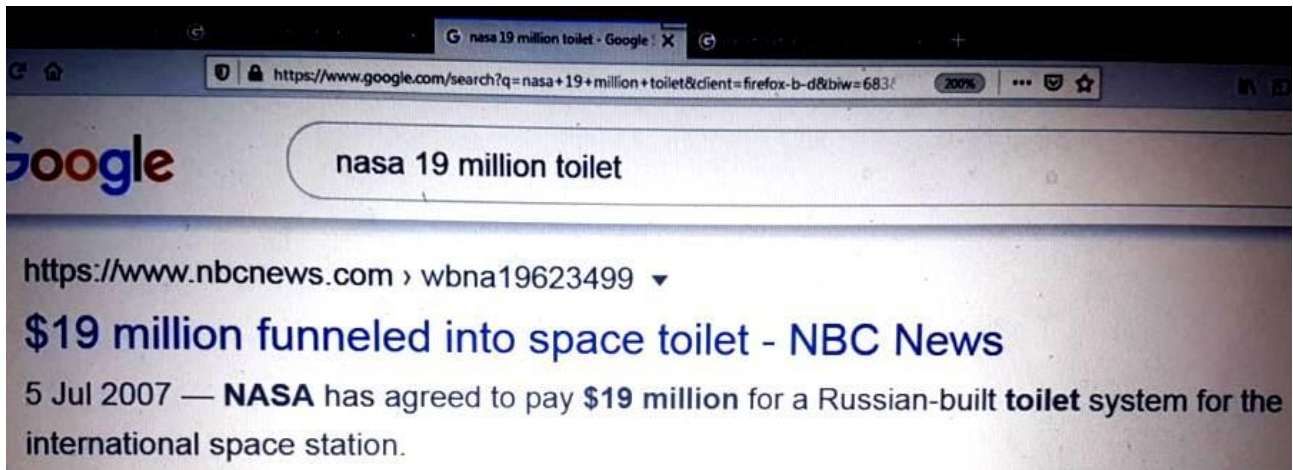 nasa 19 million toilet - Google
https://www.google.com/search?q=nasa+19+million+toilet&client=firefox-b-d&biw=683/
200%
Google
nasa 19 million toilet
https://www.nbcnews.com › wbna19623499
$19 million funneled into space toilet - NBC News
5 Jul 2007 — NASA has agreed to pay $19 million for a Russian-built toilet system for the
international space station.